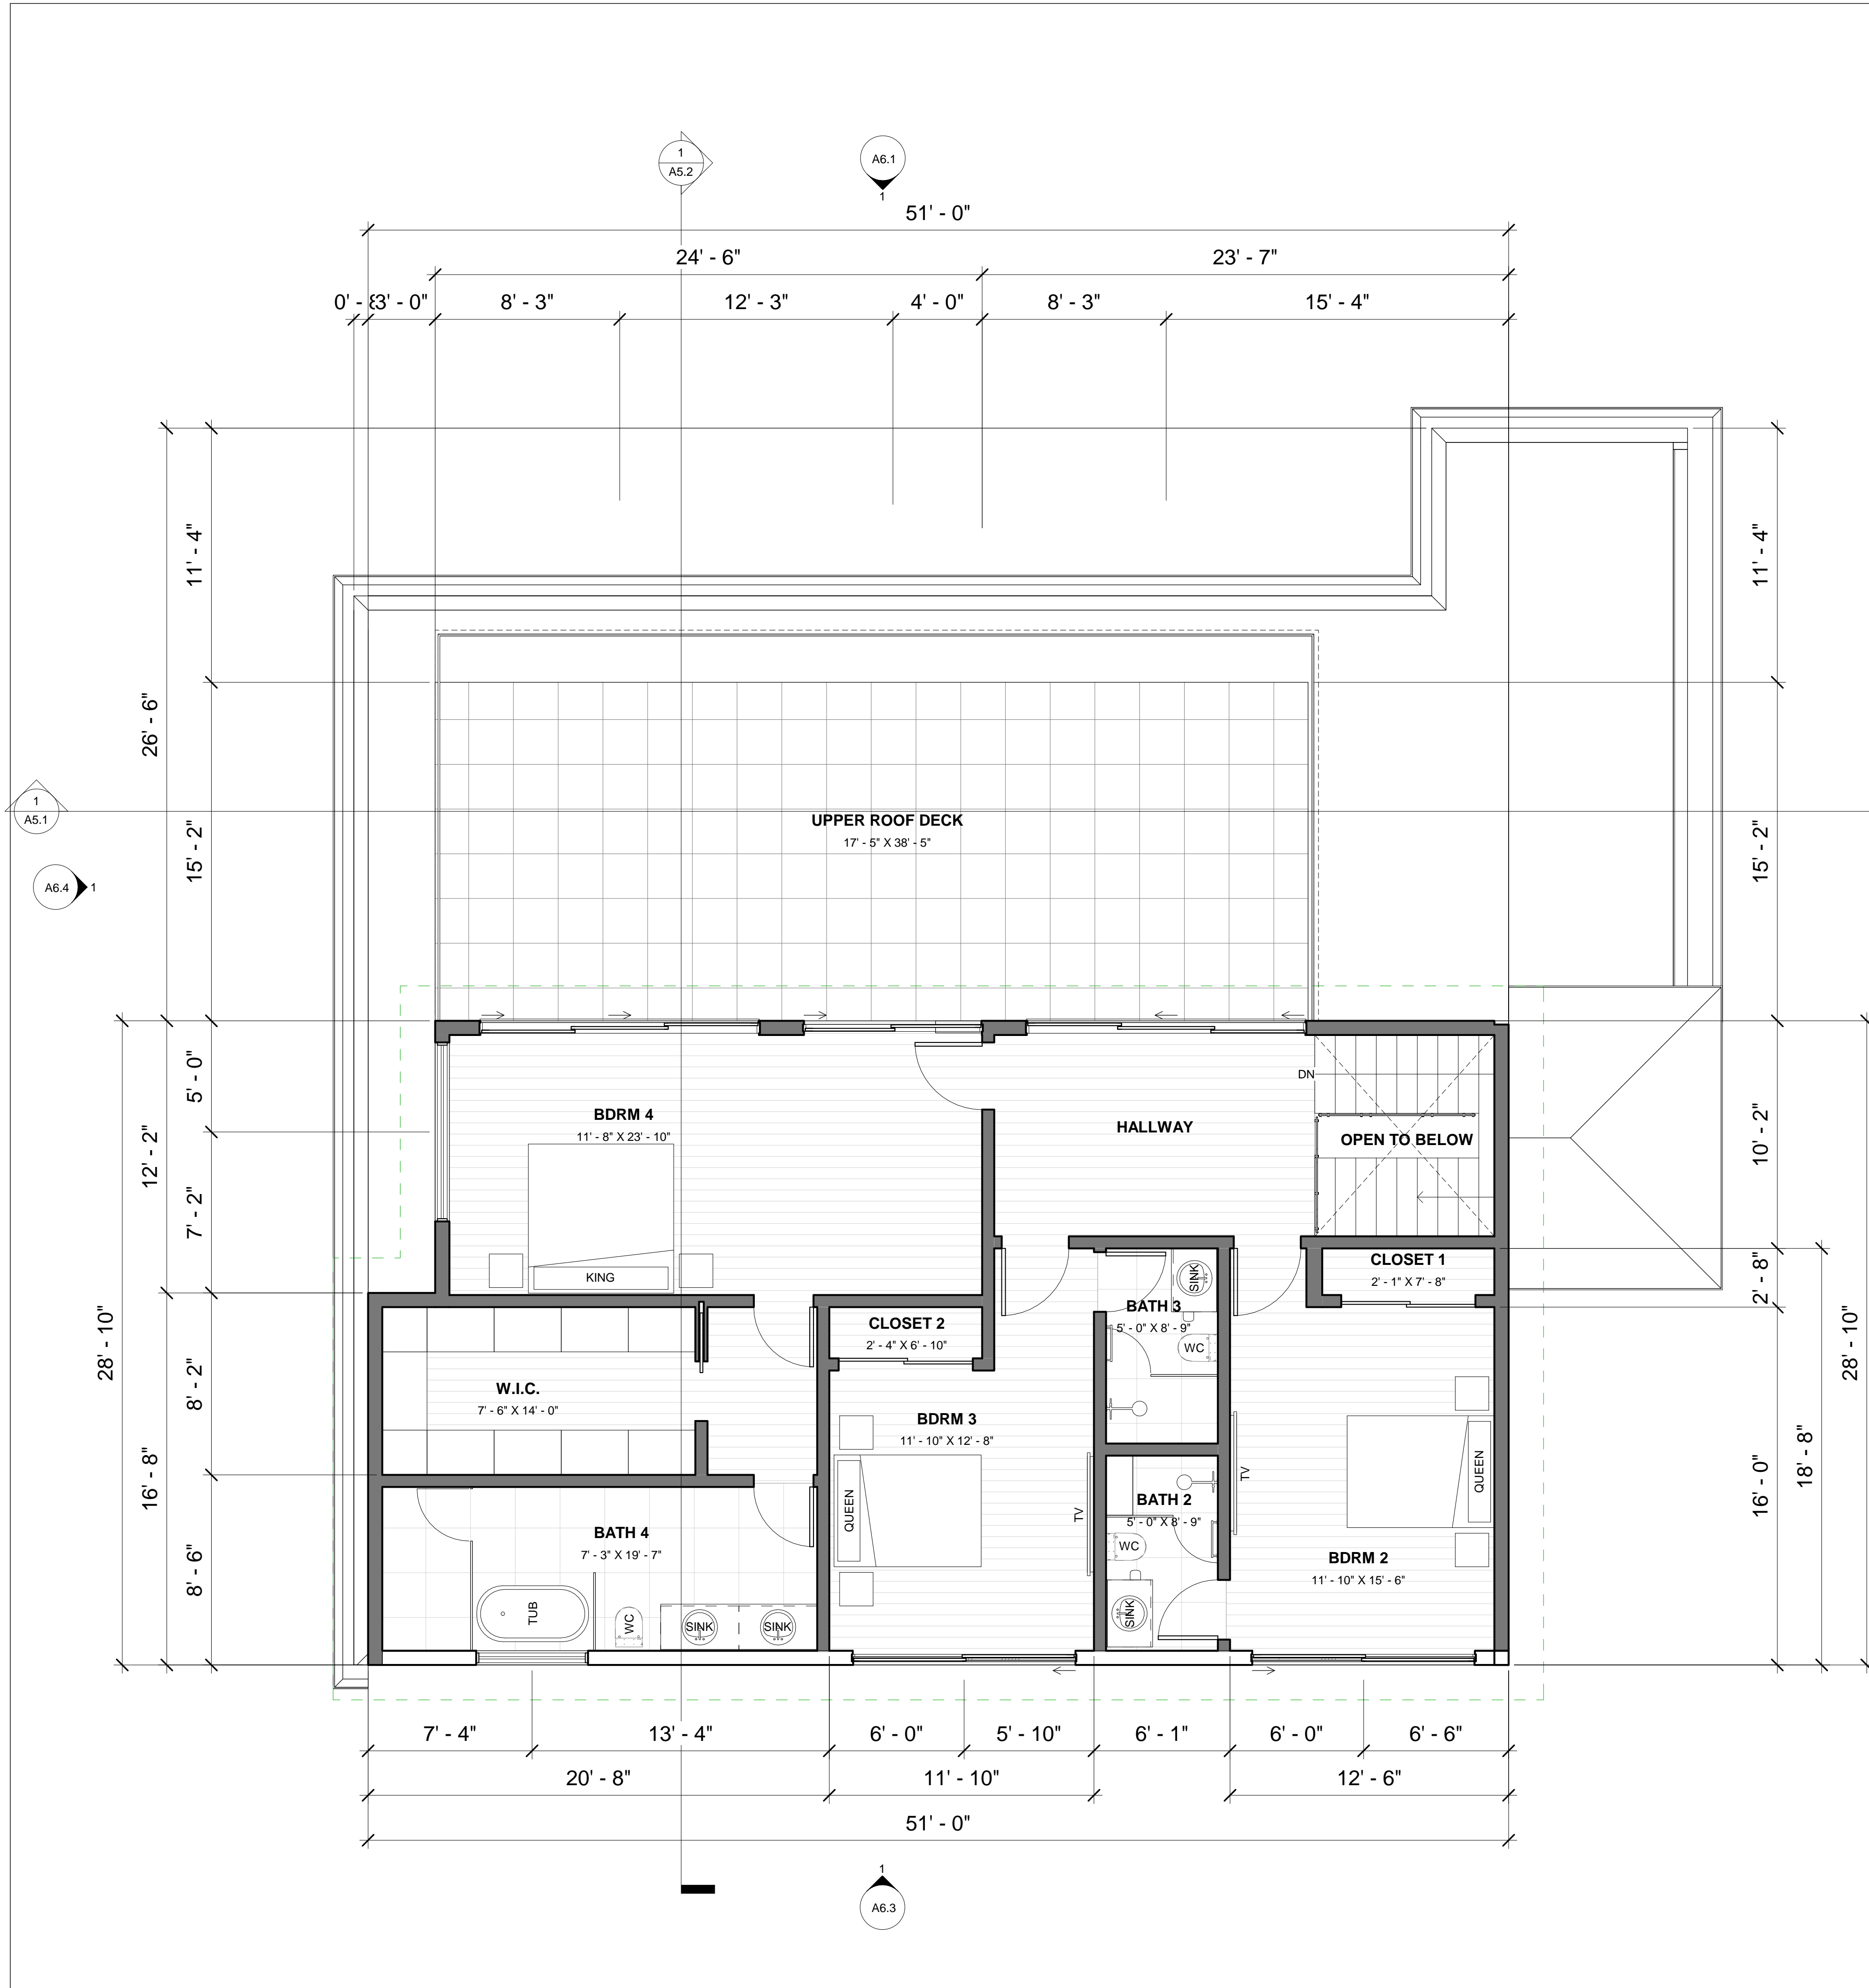 1
A5.2
A6.1
1
51' - 0"
24' - 6"
23' - 7"
3' - 0"
8' - 3"
12' - 3"
4' - 0"
8' - 3"
15' - 4"
11' - 4"
11' - 4"
26' - 6"
1
A5.1
UPPER ROOF DECK
17' - 5" X 38' - 5"
15' - 2"
15' - 2"
A6.4
1
5' - 0"
DN
BDRM 4
11' - 8" X 23' - 10"
HALLWAY
OPEN TO BELOW
12' - 2"
10' - 2"
7' - 2"
KING
CLOSET 1
2' - 1" X 7' - 8"
2' - 8"
SINK
BATH 3
5' - 0" X 8' - 9"
WC
CLOSET 2
2' - 4" X 6' - 10"
28' - 10"
28' - 10"
8' - 2"
W.I.C.
7' - 6" X 14' - 0"
BDRM 3
11' - 10" X 12' - 8"
16' - 8"
18' - 8"
16' - 0"
QUEEN
TV
TV
QUEEN
BATH 2
5' - 0" X 8' - 9"
WC
SINK
BATH 4
7' - 3" X 19' - 7"
8' - 6"
BDRM 2
11' - 10" X 15' - 6"
TUB
WC
SINK
SINK
7' - 4"
13' - 4"
6' - 0"
5' - 10"
6' - 1"
6' - 0"
6' - 6"
20' - 8"
11' - 10"
12' - 6"
51' - 0"
1
A6.3